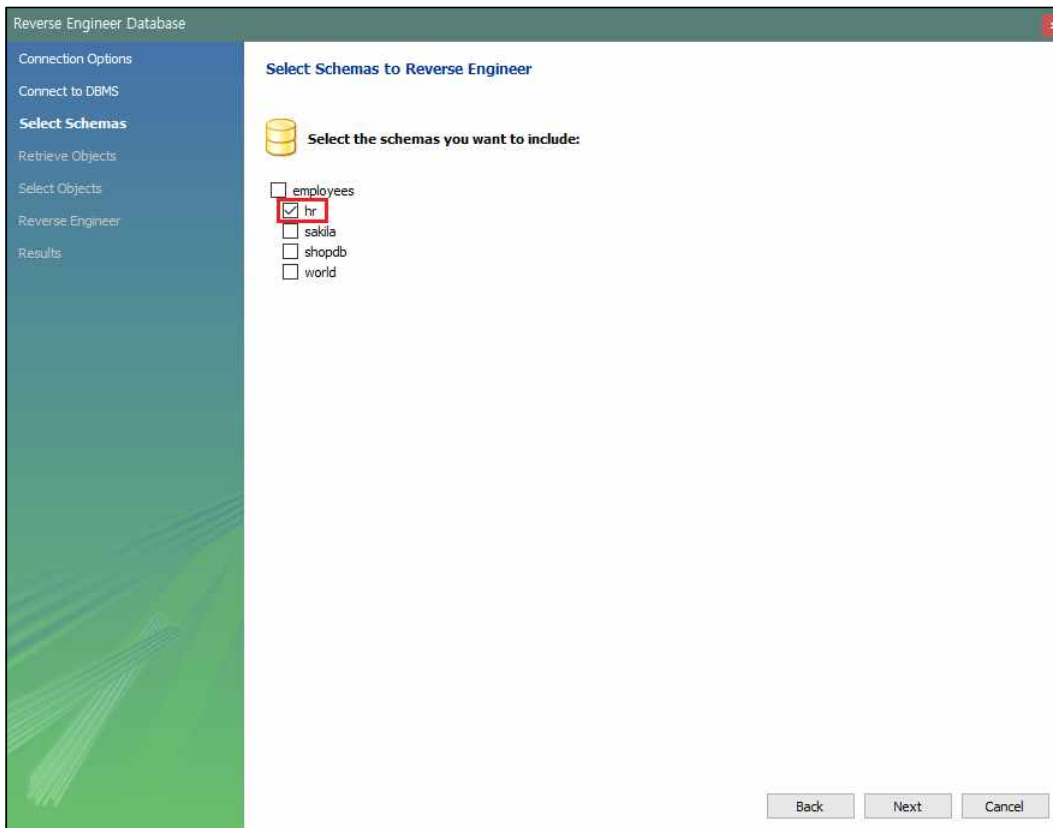 Reverse Engineer Database
Connection Options
Connect to DBMS
Select Schemas
Retrieve Objects
Select Objects
Reverse Engineer
Results
Select Schemas to Reverse Engineer
Select the schemas you want to include:
employees
hr
sakila
shopdb
world
Back
Next
Cancel